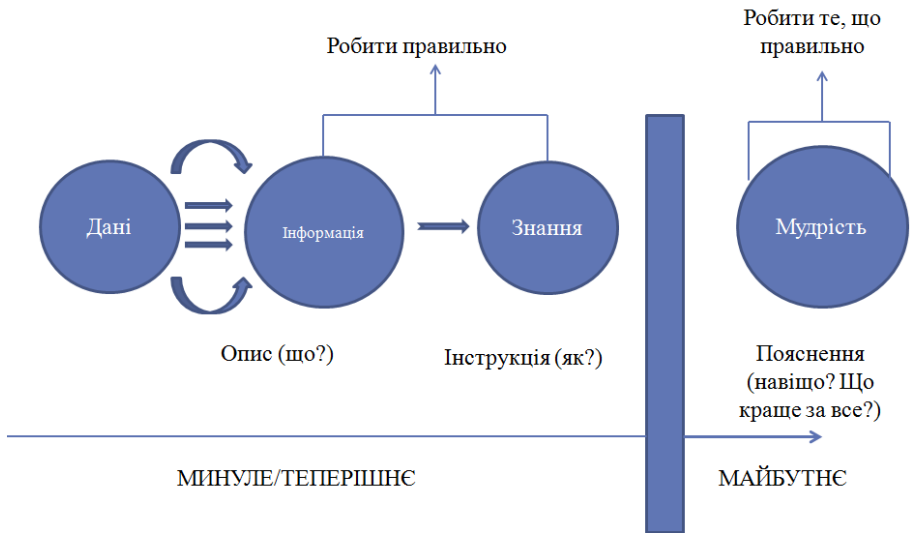 Робити правильно
Робити те, що
правильно
Дані
Інформація
Знання
Мудрість
Опис (що?)
Інструкція (як?)
Пояснення
(навіщо? Що
краще за все?)
МИНУЛЕ/ТЕПЕРІШНЄ
МАЙБУТНЄ